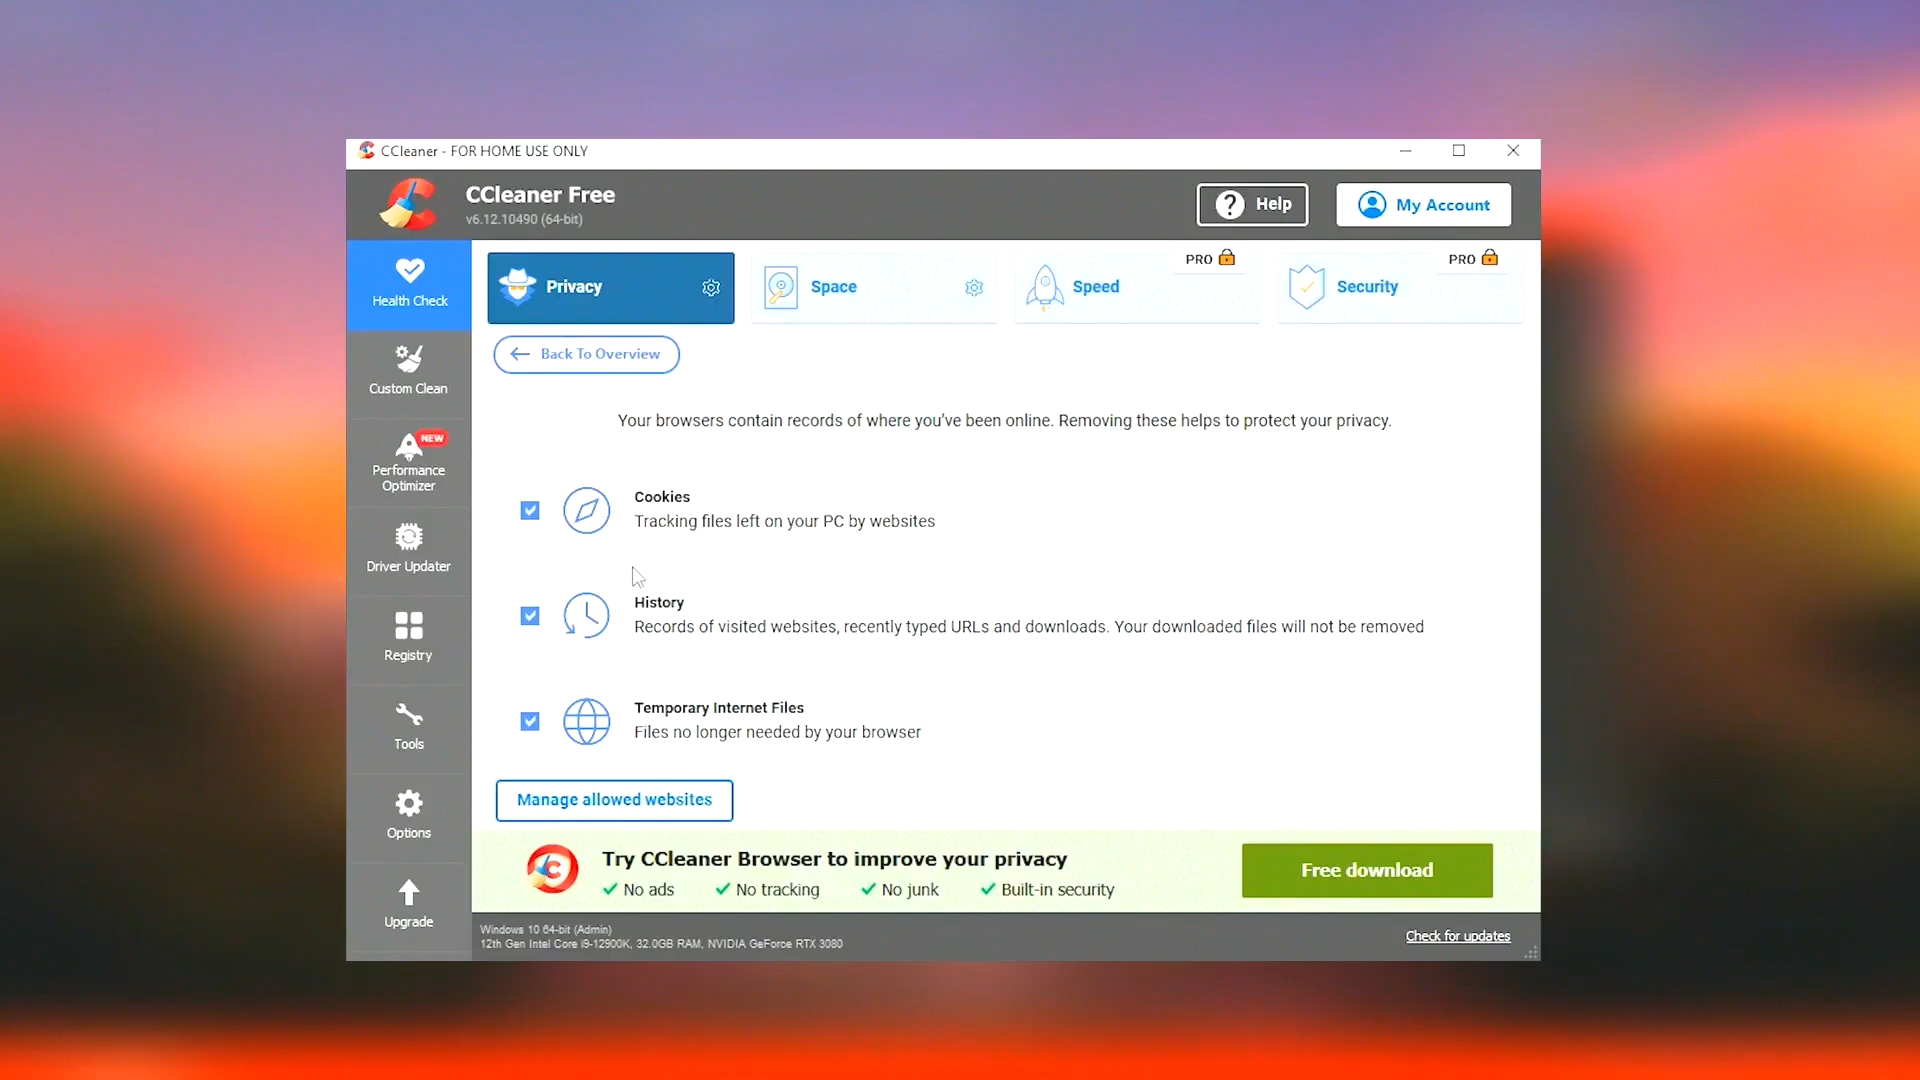 CCleaner - FOR HOME USE ONLY
CCleaner Free
v6.12.10490 (64-bit)
Help
My Account
Health Check
Custom Clean
NEW
Performance
Optimizer
Driver Updater
Registry
Tools
Options
Upgrade
Privacy
Space
PRO
Speed
PRO
Security
Back To Overview
Your browsers contain records of where you've been online. Removing these helps to protect your privacy.
Cookies
Tracking files left on your PC by websites
History
Records of visited websites, recently typed URLs and downloads. Your downloaded files will not be removed
Temporary Internet Files
Files no longer needed by your browser
Manage allowed websites
Try CCleaner Browser to improve your privacy
No ads
No tracking
No junk
Built-in security
Free download
Windows 10 64-bit (Admin)
12th Gen Intel Core i9-12900K, 32.0GB RAM, NVIDIA GeForce RTX 3080
Check for updates